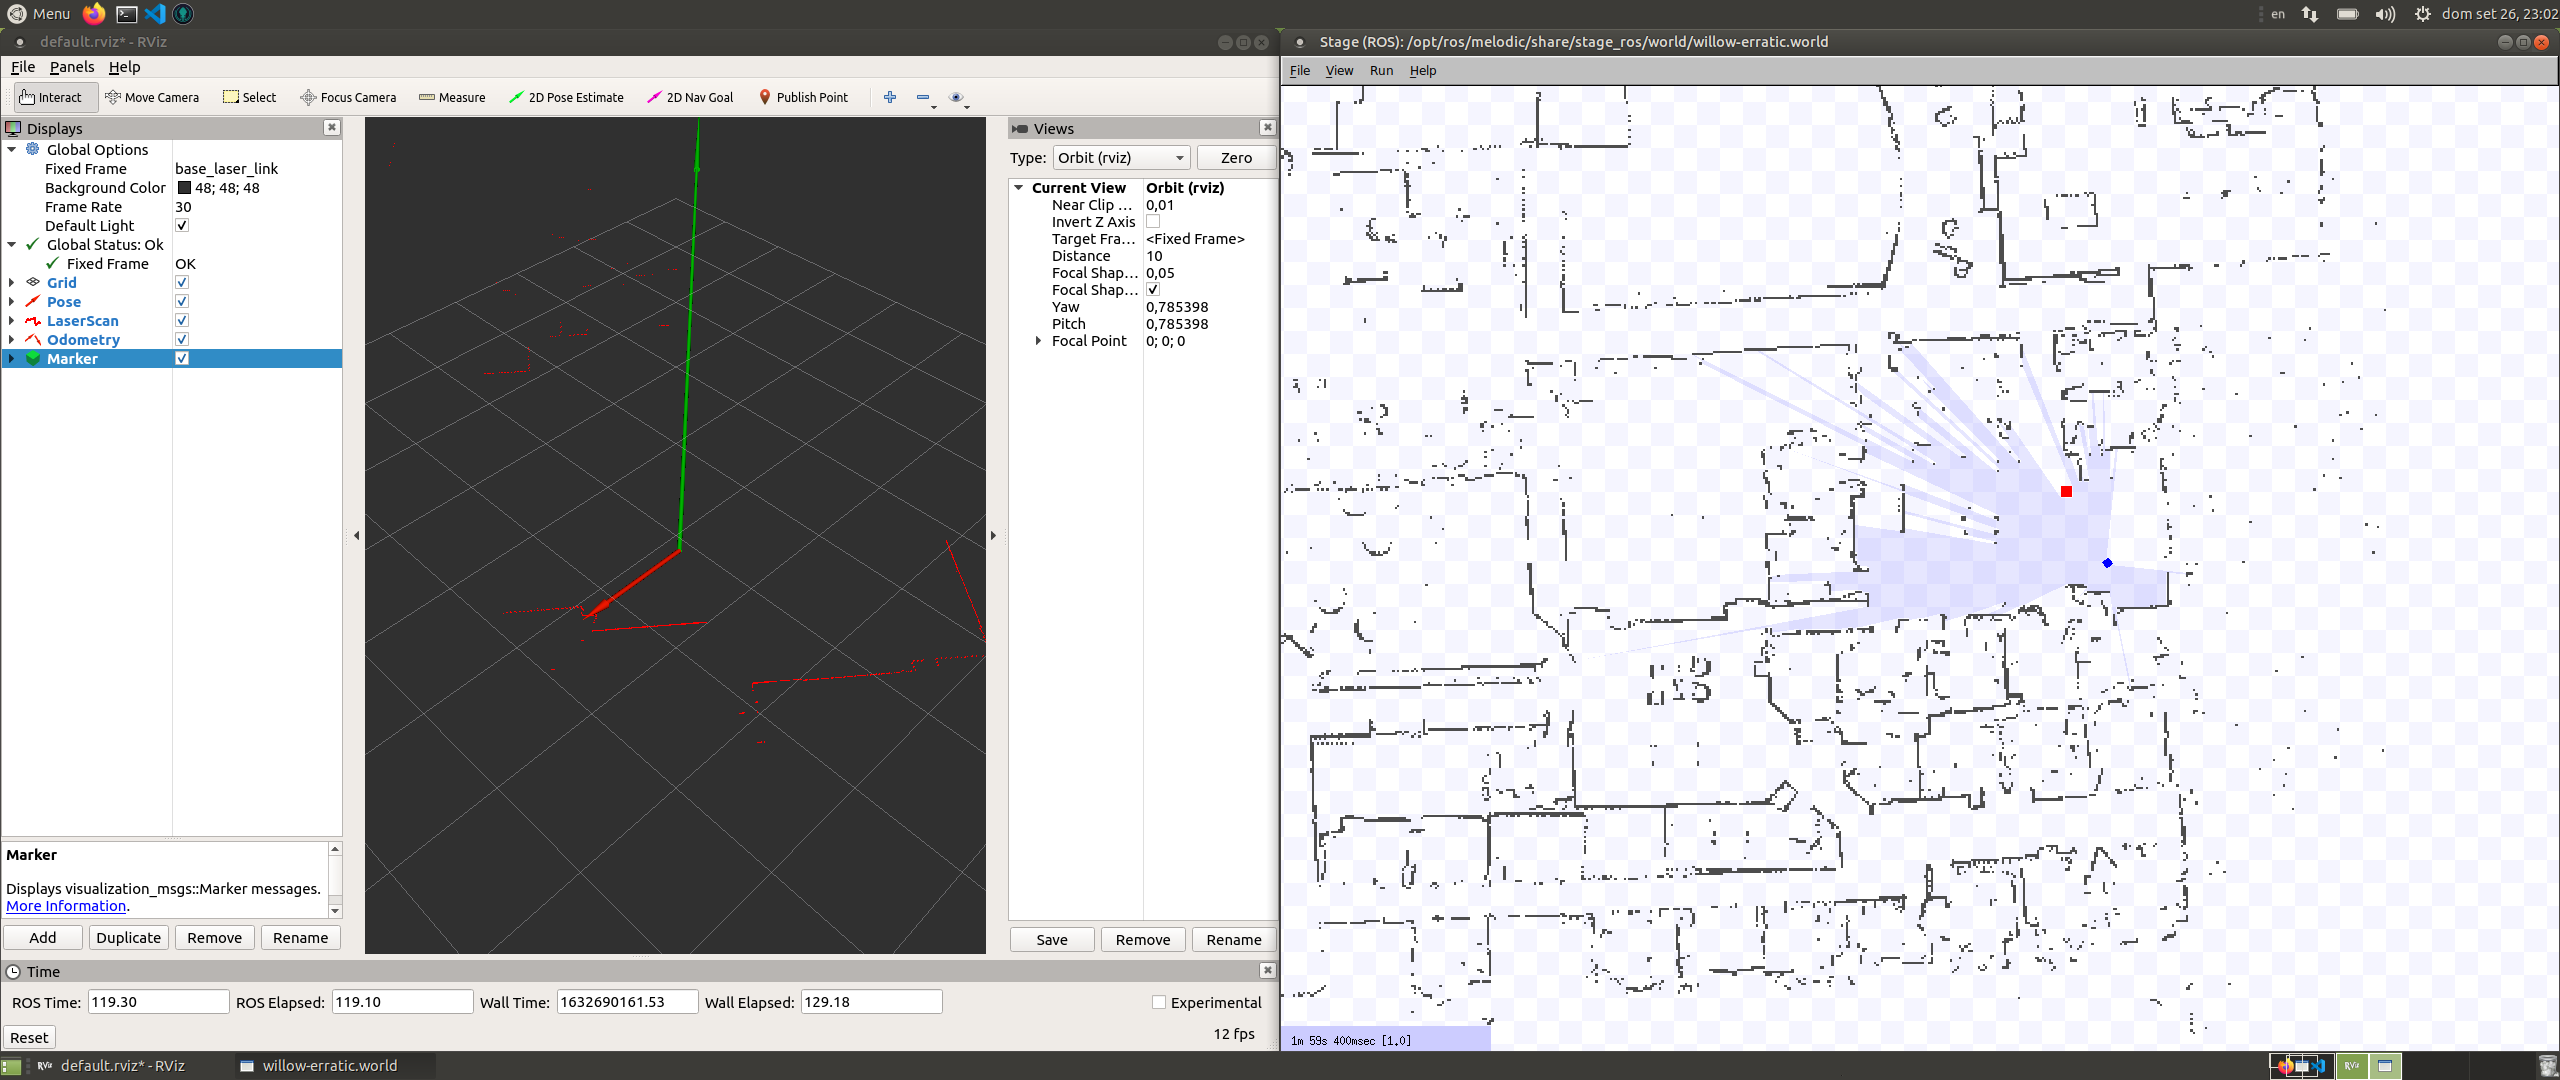 Menu
en
dom set 26, 23:02
default.rviz* - RViz
File Panels Help
Interact Move Camera Select Focus Camera Measure 2D Pose Estimate 2D Nav Goal Publish Point
Displays
Global Options
Fixed Frame base_laser_link
Background Color 48; 48; 48
Frame Rate 30
Default Light
Global Status: Ok
Fixed Frame OK
Grid
Pose
LaserScan
Odometry
Marker
Marker
Displays visualization_msgs::Marker messages.
More Information.
Add Duplicate Remove Rename
Views
Type: Orbit (rviz) Zero
Current View Orbit (rviz)
Near Clip ... 0,01
Invert Z Axis
Target Fra... <Fixed Frame>
Distance 10
Focal Shap... 0,05
Focal Shap...
Yaw 0,785398
Pitch 0,785398
Focal Point 0; 0; 0
Save Remove Rename
Time
ROS Time: 119.30 ROS Elapsed: 119.10 Wall Time: 1632690161.53 Wall Elapsed: 129.18 Experimental
Reset 12 fps
Stage (ROS): /opt/ros/melodic/share/stage_ros/world/willow-erratic.world
File View Run Help
1m 59s 400msec [1.0]
RViz default.rviz* - RViz willow-erratic.world RViz